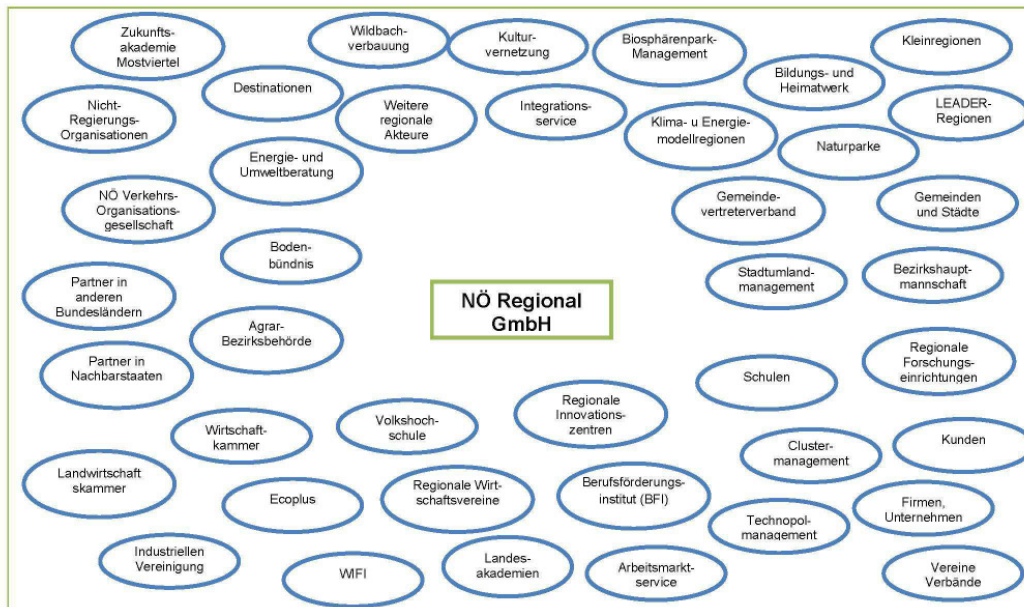 Zukunfts-
akademie
Mostviertel
Wildbach-
verbauung
Kultur-
vernetzung
Biosphärenpark-
Management
Kleinregionen
Destinationen
Bildungs- und
Heimatwerk
Nicht-
Regierungs-
Organisationen
Weitere
regionale
Akteure
Integrations-
service
Klima- u Energie-
modellregionen
LEADER-
Regionen
Naturparke
Energie- und
Umweltberatung
NÖ Verkehrs-
Organisations-
gesellschaft
Gemeinde-
vertreterverband
Gemeinden
und Städte
Boden-
bündnis
Stadtumland-
management
Bezirkshaupt-
mannschaft
Partner in
anderen
Bundesländern
NÖ Regional
GmbH
Agrar-
Bezirksbehörde
Partner in
Nachbarstaaten
Schulen
Regionale
Forschungs-
einrichtungen
Regionale
Innovations-
zentren
Wirtschaft-
kammer
Volkshoch-
schule
Cluster-
management
Kunden
Landwirtschaft
skammer
Ecoplus
Regionale Wirt-
schaftsvereine
Berufsförderungs-
institut (BFI)
Technopol-
management
Firmen,
Unternehmen
Industriellen
Vereinigung
WIFI
Landes-
akademien
Arbeitsmarkt-
service
Vereine
Verbände